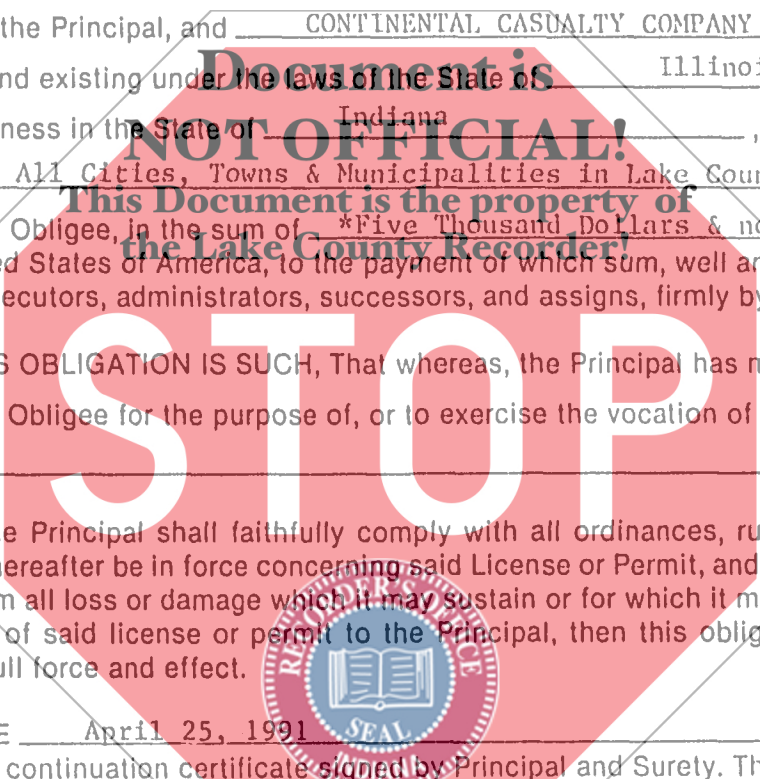 the Principal, and CONTINENTAL CASUALTY COMPANY
Document is
nd existing under the laws of the State of Illinoi
ness in the State of Indiana ,
NOT OFFICIAL!
All Cities, Towns & Municipalities in Lake Coun
This Document is the property of
Obligee, in the sum of *Five Thousand Dollars & no
the Lake County Recorder!
ed States of America, to the payment of which sum, well an
ecutors, administrators, successors, and assigns, firmly by
STOP
S OBLIGATION IS SUCH, That whereas, the Principal has m
Obligee for the purpose of, or to exercise the vocation of
e Principal shall faithfully comply with all ordinances, ru
hereafter be in force concerning said License or Permit, and
m all loss or damage which it may sustain or for which it m
of said license or permit to the Principal, then this oblig
ull force and effect.
RECORDER'S OFFICE
SEAL
E April 25, 1991
continuation certificate signed by Principal and Surety. Th